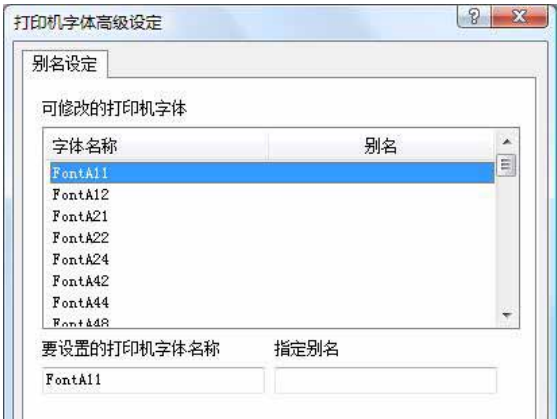 打印机字体高级设定
别名设定
可修改的打印机字体
字体名称 别名
FontA11
FontA12
FontA21
FontA22
FontA24
FontA42
FontA44
FontA48
要设置的打印机字体名称 指定别名
FontA11